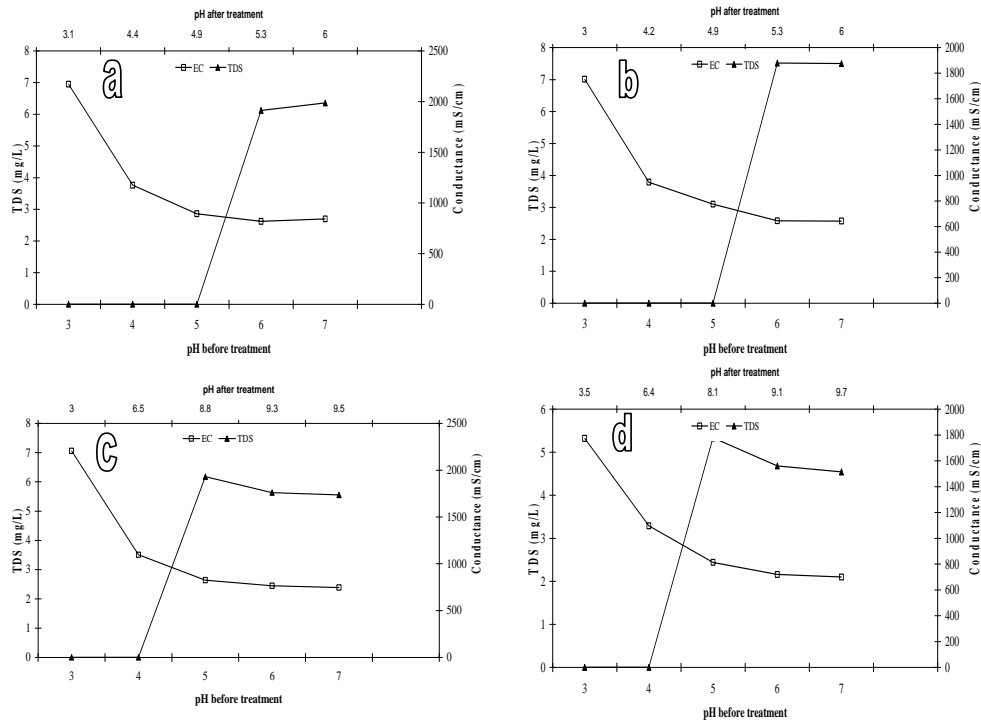 pH after treatment
3.1 4.4 4.9 5.3 6
a
EC TDS
8
7
6
5
4
3
2
1
0
TDS (mg/L)
2500
2000
1500
1000
500
0
Conductance (mS/cm)
3 4 5 6 7
pH before treatment
pH after treatment
3 4.2 4.9 5.3 6
b
EC TDS
8
7
6
5
4
3
2
1
0
TDS (mg/L)
2000
1800
1600
1400
1200
1000
800
600
400
200
0
Conductance (mS/cm)
3 4 5 6 7
pH before treatment
pH after treatment
3 6.5 8.8 9.3 9.5
c
EC TDS
8
7
6
5
4
3
2
1
0
TDS (mg/L)
2500
2000
1500
1000
500
0
Conductance (mS/cm)
3 4 5 6 7
pH before treatment
pH after treatment
3.5 6.4 8.1 9.1 9.7
d
EC TDS
6
5
4
3
2
1
0
TDS (mg/L)
2000
1800
1600
1400
1200
1000
800
600
400
200
0
Conductance (mS/cm)
3 4 5 6 7
pH before treatment